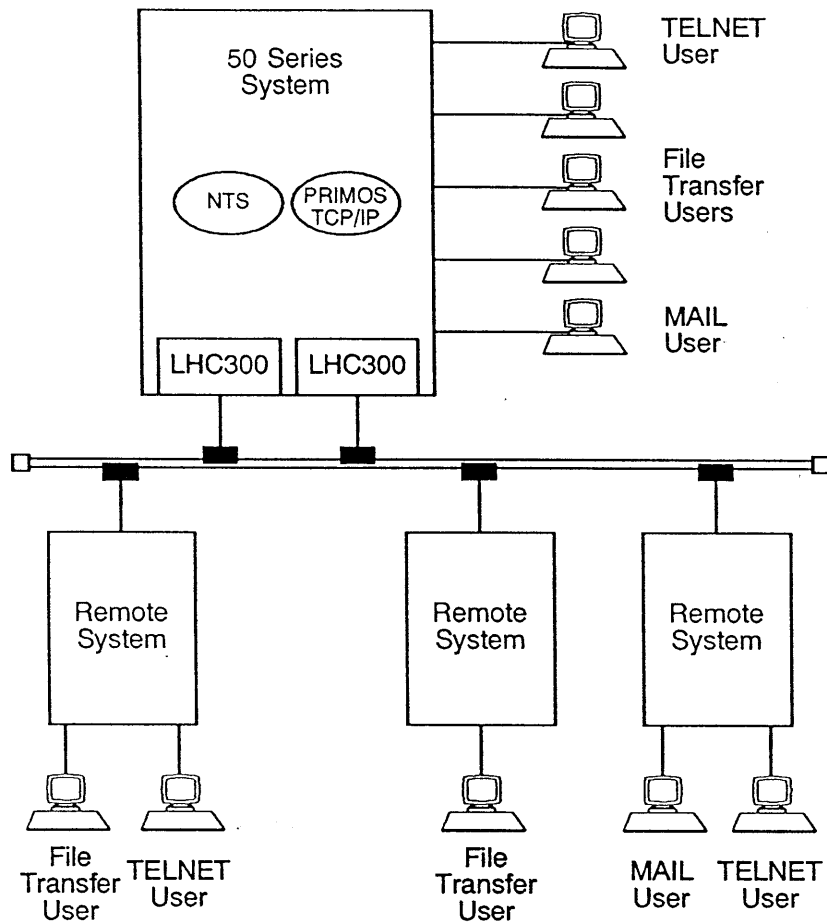 50 Series
System
NTS
PRIMOS
TCP/IP
LHC300
LHC300
TELNET
User
File
Transfer
Users
MAIL
User
Remote
System
Remote
System
Remote
System
File
Transfer
User
TELNET
User
File
Transfer
User
MAIL
User
TELNET
User